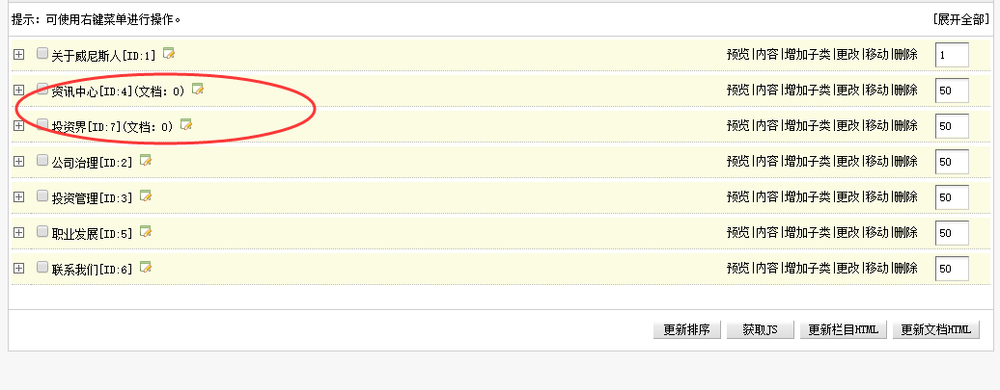 提示：可使用右键菜单进行操作。 [展开全部]
关于威尼斯人[ID:1] 预览|内容|增加子类|更改|移动|删除 1
资讯中心[ID:4](文档：0) 预览|内容|增加子类|更改|移动|删除 50
投资界[ID:7](文档：0) 预览|内容|增加子类|更改|移动|删除 50
公司治理[ID:2] 预览|内容|增加子类|更改|移动|删除 50
投资管理[ID:3] 预览|内容|增加子类|更改|移动|删除 50
职业发展[ID:5] 预览|内容|增加子类|更改|移动|删除 50
联系我们[ID:6] 预览|内容|增加子类|更改|移动|删除 50
更新排序 获取JS 更新栏目HTML 更新文档HTML